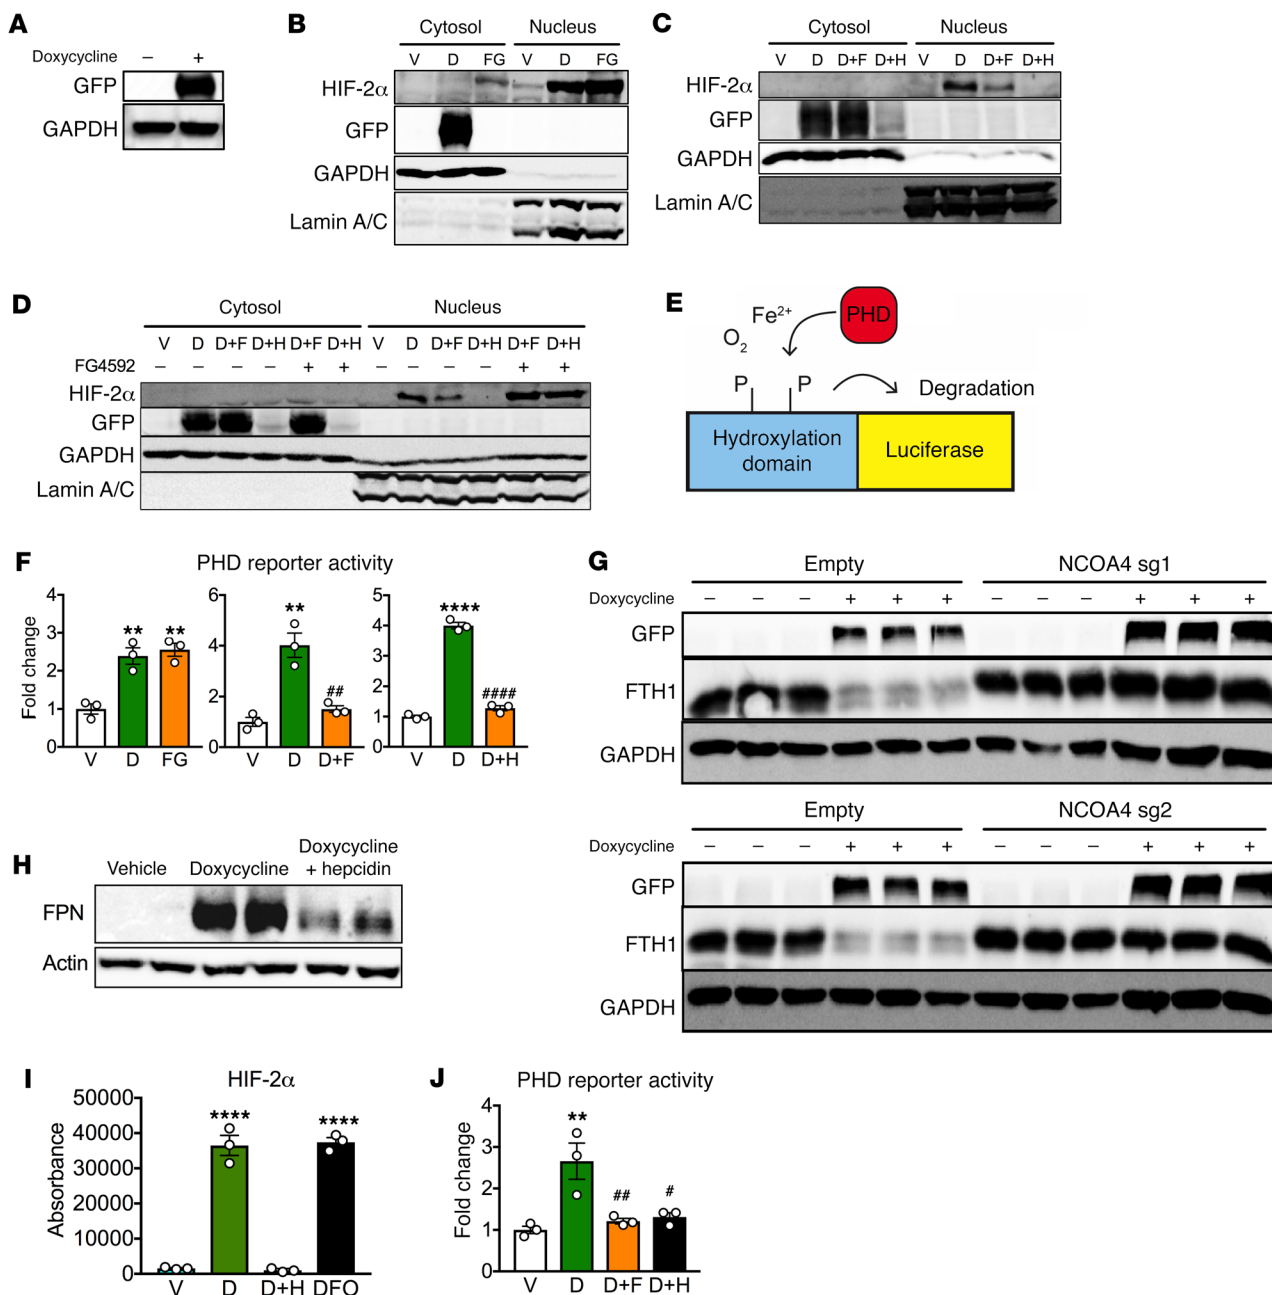 A
Doxycycline – +
GFP
GAPDH
B
Cytosol Nucleus
V D FG V D FG
HIF-2α
GFP
GAPDH
Lamin A/C
C
Cytosol Nucleus
V D D+F D+H V D D+F D+H
HIF-2α
GFP
GAPDH
Lamin A/C
D
Cytosol Nucleus
V D D+F D+H D+F D+H V D D+F D+H D+F D+H
FG4592 – – – – + + – – – – + +
HIF-2α
GFP
GAPDH
Lamin A/C
E
Fe2+ PHD
O2
P P Degradation
Hydroxylation
domain
Luciferase
F
PHD reporter activity
Fold change
4
3
2
1
0
** **
V D FG
6
4
2
0
**
##
V D D+F
5
4
3
2
1
0
****
####
V D D+H
G
Empty NCOA4 sg1
Doxycycline – – – + + + – – – + + +
GFP
FTH1
GAPDH
Empty NCOA4 sg2
Doxycycline – – – + + + – – – + + +
GFP
FTH1
GAPDH
H
Vehicle Doxycycline Doxycycline
+ hepcidin
FPN
Actin
I
HIF-2α
Absorbance
50000
40000
30000
20000
10000
0
**** ****
V D D+H DFO
J
PHD reporter activity
Fold change
4
3
2
1
0
**
## #
V D D+F D+H